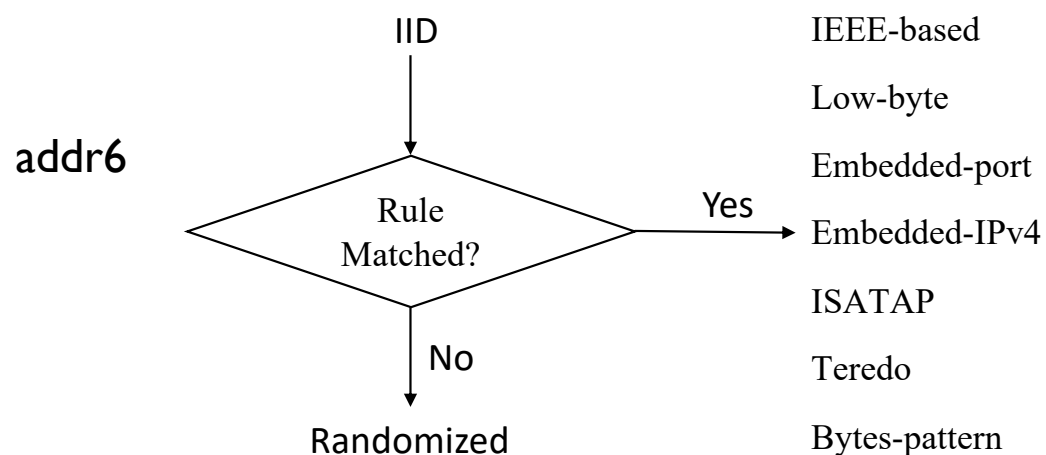 IID
addr6
Rule
Matched?
Yes
No
Randomized
IEEE-based
Low-byte
Embedded-port
Embedded-IPv4
ISATAP
Teredo
Bytes-pattern